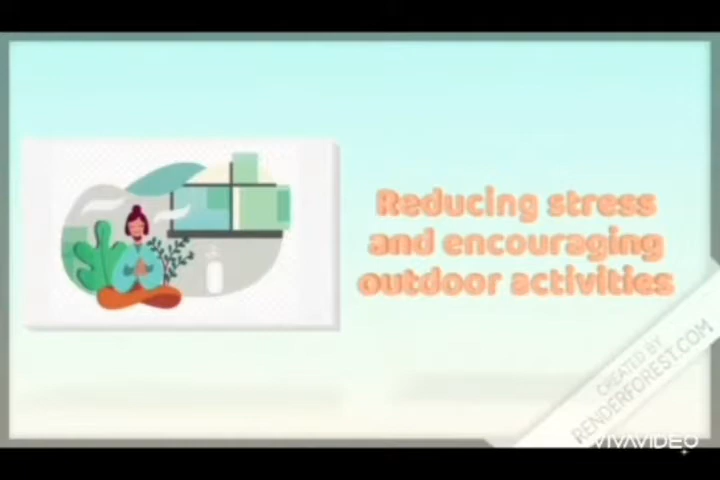 Reducing stress
and encouraging
outdoor activities
CREATED BY
RENDERFOREST.COM
VIVAVIDEO